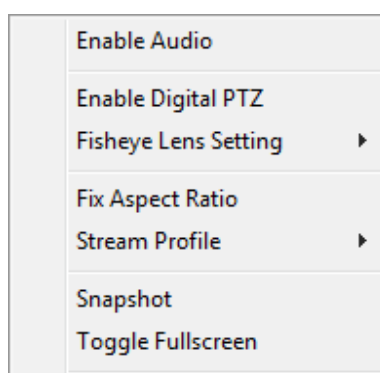 Enable Audio
Enable Digital PTZ
Fisheye Lens Setting
Fix Aspect Ratio
Stream Profile
Snapshot
Toggle Fullscreen